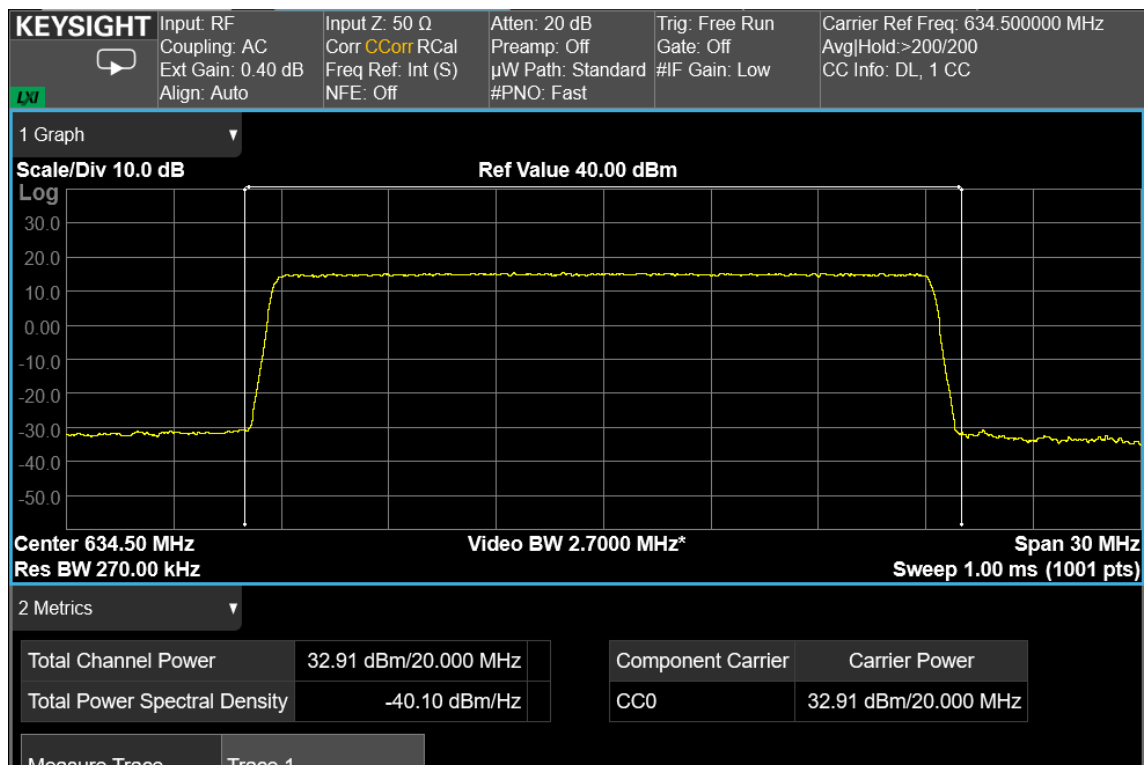 KEYSIGHT
LXI
Input: RF
Coupling: AC
Ext Gain: 0.40 dB
Align: Auto
Input Z: 50 Ω
Corr CCorr RCal
Freq Ref: Int (S)
NFE: Off
Atten: 20 dB
Preamp: Off
µW Path: Standard
#PNO: Fast
Trig: Free Run
Gate: Off
#IF Gain: Low
Carrier Ref Freq: 634.500000 MHz
Avg|Hold:>200/200
CC Info: DL, 1 CC
1 Graph
Scale/Div 10.0 dB
Ref Value 40.00 dBm
Log
30.0
20.0
10.0
0.00
-10.0
-20.0
-30.0
-40.0
-50.0
Center 634.50 MHz
Video BW 2.7000 MHz*
Span 30 MHz
Res BW 270.00 kHz
Sweep 1.00 ms (1001 pts)
2 Metrics
Total Channel Power 32.91 dBm/20.000 MHz
Total Power Spectral Density -40.10 dBm/Hz
Component Carrier Carrier Power
CC0 32.91 dBm/20.000 MHz
Measure Trace Trace 1